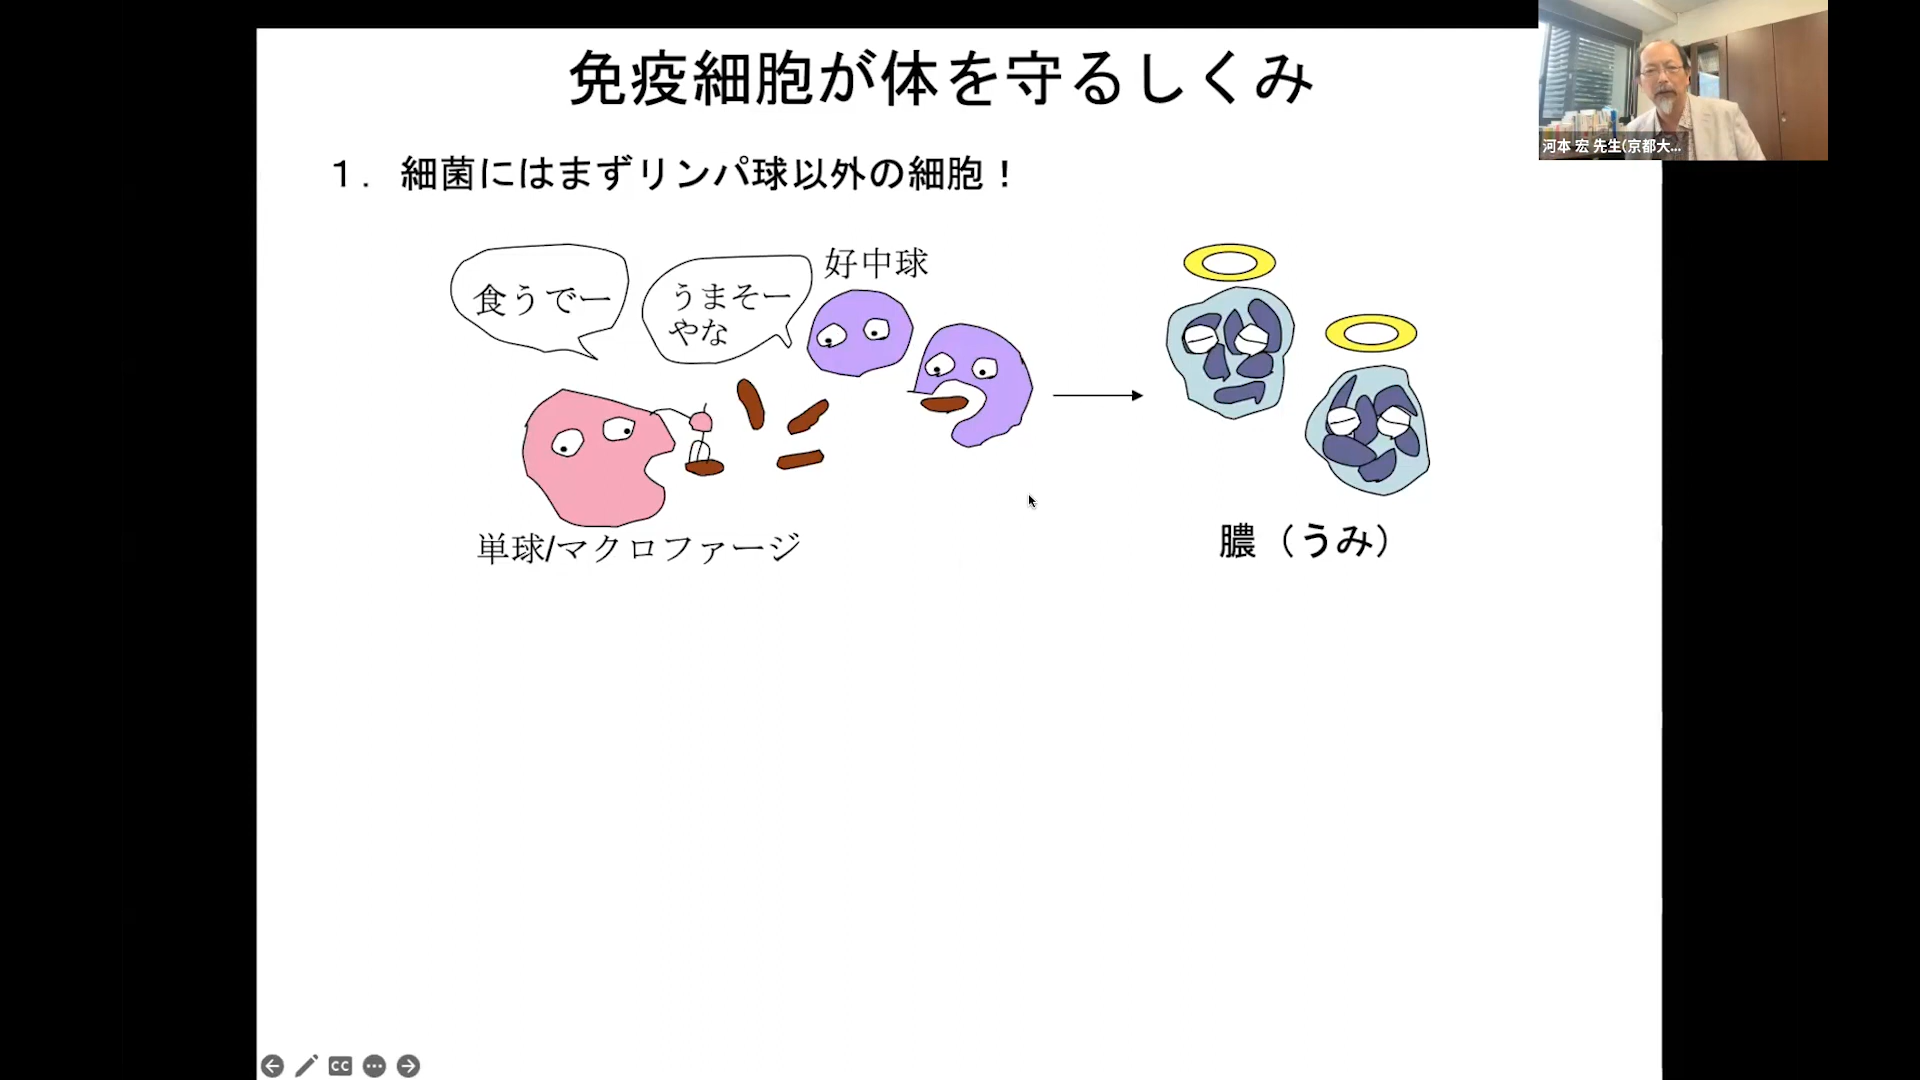 免疫細胞が体を守るしくみ
河本 宏 先生(京都大...
１．細菌にはまずリンパ球以外の細胞！
好中球
食うでー
うまそー
やな
単球/マクロファージ
膿（うみ）
CC